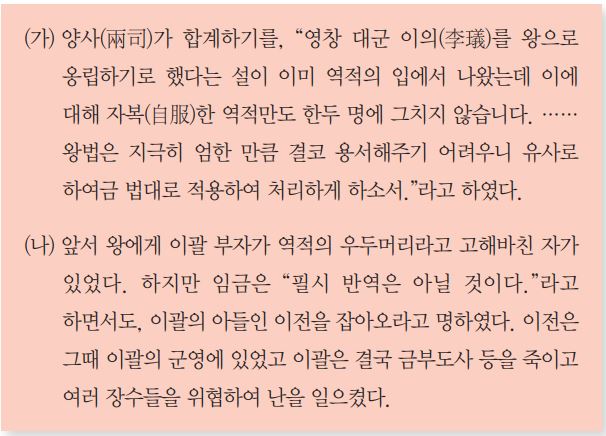 (가) 양사(兩司)가 합계하기를, “영창 대군 이의(李㼁)를 왕으로
옹립하기로 했다는 설이 이미 역적의 입에서 나왔는데 이에
대해 자복(自服)한 역적만도 한두 명에 그치지 않습니다. ……
왕법은 지극히 엄한 만큼 결코 용서해주기 어려우니 유사로
하여금 법대로 적용하여 처리하게 하소서.”라고 하였다.
(나) 앞서 왕에게 이괄 부자가 역적의 우두머리라고 고해바친 자가
있었다. 하지만 임금은 “필시 반역은 아닐 것이다.”라고
하면서도, 이괄의 아들인 이전을 잡아오라고 명하였다. 이전은
그때 이괄의 군영에 있었고 이괄은 결국 금부도사 등을 죽이고
여러 장수들을 위협하여 난을 일으켰다.